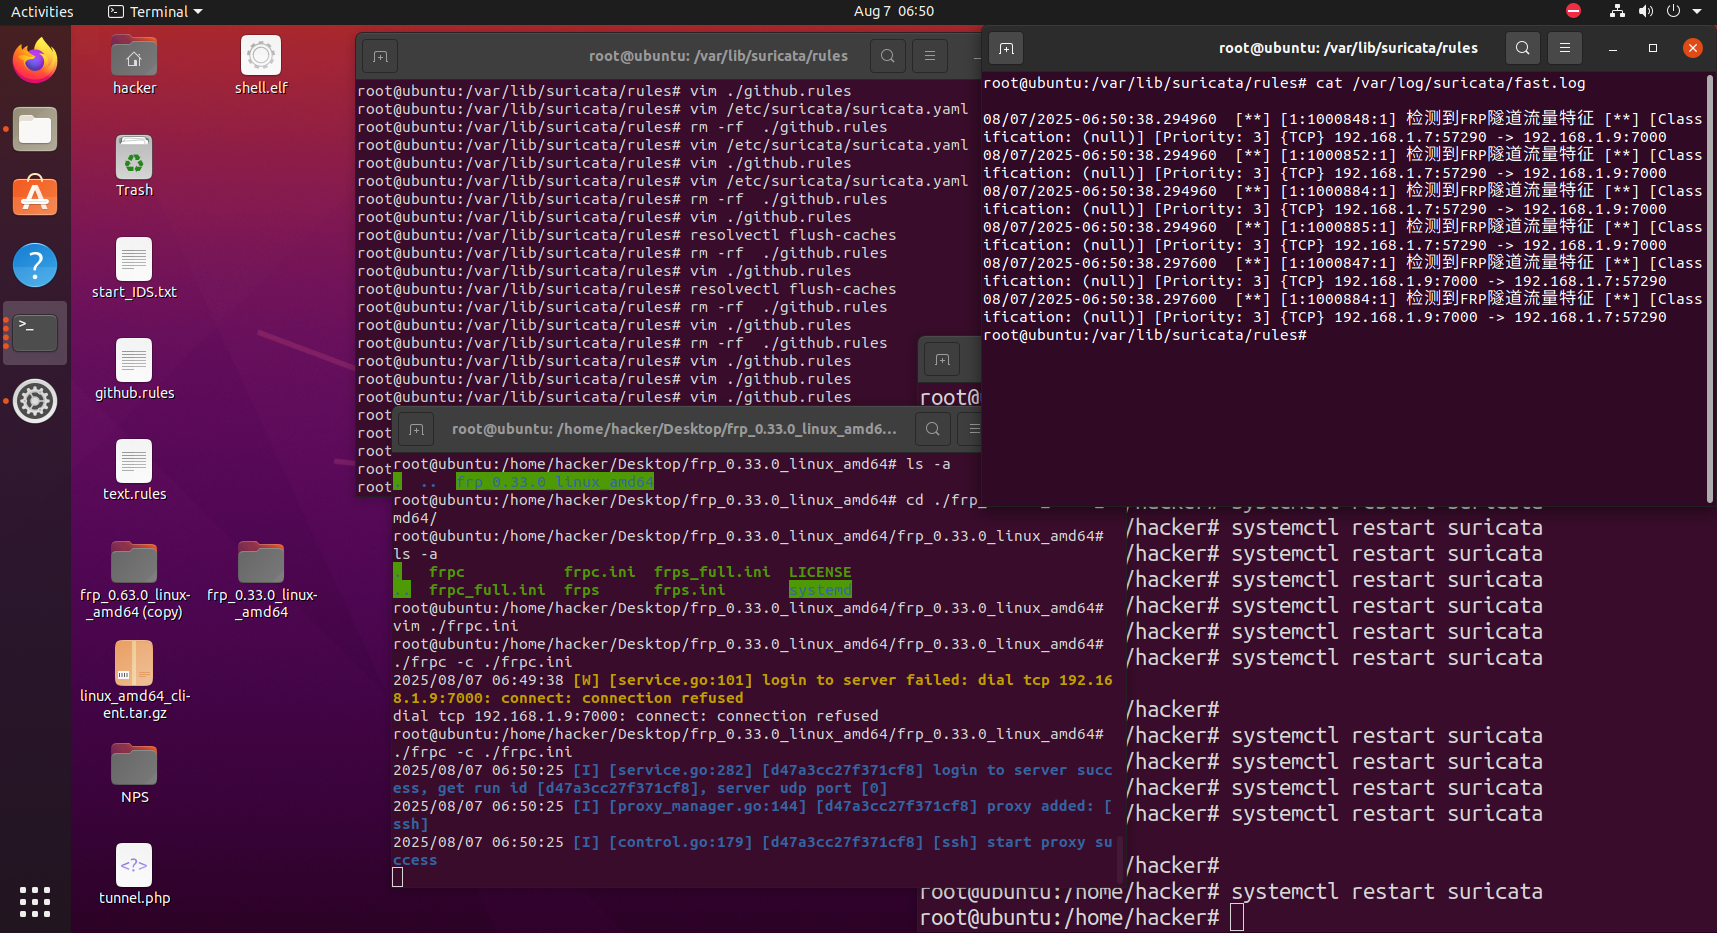 Activities
Terminal
Aug 7 06:50
hacker
shell.elf
Trash
start_IDS.txt
github.rules
text.rules
frp_0.63.0_linux-
_amd64 (copy)
frp_0.33.0_linux-
_amd64
linux_amd64_cli-
ent.tar.gz
NPS
tunnel.php
root@ubuntu: /var/lib/suricata/rules
root@ubuntu:/var/lib/suricata/rules# vim ./github.rules
root@ubuntu:/var/lib/suricata/rules# vim /etc/suricata/suricata.yaml
root@ubuntu:/var/lib/suricata/rules# rm -rf  ./github.rules
root@ubuntu:/var/lib/suricata/rules# vim /etc/suricata/suricata.yaml
root@ubuntu:/var/lib/suricata/rules# vim ./github.rules
root@ubuntu:/var/lib/suricata/rules# vim /etc/suricata/suricata.yaml
root@ubuntu:/var/lib/suricata/rules# rm -rf  ./github.rules
root@ubuntu:/var/lib/suricata/rules# vim ./github.rules
root@ubuntu:/var/lib/suricata/rules# resolvectl flush-caches
root@ubuntu:/var/lib/suricata/rules# rm -rf  ./github.rules
root@ubuntu:/var/lib/suricata/rules# vim ./github.rules
root@ubuntu:/var/lib/suricata/rules# resolvectl flush-caches
root@ubuntu:/var/lib/suricata/rules# rm -rf  ./github.rules
root@ubuntu:/var/lib/suricata/rules# vim ./github.rules
root@ubuntu:/var/lib/suricata/rules# rm -rf  ./github.rules
root@ubuntu:/var/lib/suricata/rules# vim ./github.rules
root@ubuntu:/var/lib/suricata/rules# vim ./github.rules
root@ubuntu:/var/lib/suricata/rules# vim ./github.rules
root
root
root
root
root
root@ubuntu: /var/lib/suricata/rules
root@ubuntu:/var/lib/suricata/rules# cat /var/log/suricata/fast.log
08/07/2025-06:50:38.294960  [**] [1:1000848:1] 检测到FRP隧道流量特征 [**] [Class
ification: (null)] [Priority: 3] {TCP} 192.168.1.7:57290 -> 192.168.1.9:7000
08/07/2025-06:50:38.294960  [**] [1:1000852:1] 检测到FRP隧道流量特征 [**] [Class
ification: (null)] [Priority: 3] {TCP} 192.168.1.7:57290 -> 192.168.1.9:7000
08/07/2025-06:50:38.294960  [**] [1:1000884:1] 检测到FRP隧道流量特征 [**] [Class
ification: (null)] [Priority: 3] {TCP} 192.168.1.7:57290 -> 192.168.1.9:7000
08/07/2025-06:50:38.294960  [**] [1:1000885:1] 检测到FRP隧道流量特征 [**] [Class
ification: (null)] [Priority: 3] {TCP} 192.168.1.7:57290 -> 192.168.1.9:7000
08/07/2025-06:50:38.297600  [**] [1:1000847:1] 检测到FRP隧道流量特征 [**] [Class
ification: (null)] [Priority: 3] {TCP} 192.168.1.9:7000 -> 192.168.1.7:57290
08/07/2025-06:50:38.297600  [**] [1:1000884:1] 检测到FRP隧道流量特征 [**] [Class
ification: (null)] [Priority: 3] {TCP} 192.168.1.9:7000 -> 192.168.1.7:57290
root@ubuntu:/var/lib/suricata/rules#
root@ubuntu: /home/hacker/Desktop/frp_0.33.0_linux_amd6...
root@ubuntu:/home/hacker/Desktop/frp_0.33.0_linux_amd64# ls -a
.  ..  frp_0.33.0_linux_amd64
root@ubuntu:/home/hacker/Desktop/frp_0.33.0_linux_amd64# cd ./frp_
md64/
root@ubuntu:/home/hacker/Desktop/frp_0.33.0_linux_amd64/frp_0.33.0_linux_amd64#
ls -a
.   frpc           frpc.ini  frps_full.ini  LICENSE
..  frpc_full.ini  frps      frps.ini       systemd
root@ubuntu:/home/hacker/Desktop/frp_0.33.0_linux_amd64/frp_0.33.0_linux_amd64#
vim ./frpc.ini
root@ubuntu:/home/hacker/Desktop/frp_0.33.0_linux_amd64/frp_0.33.0_linux_amd64#
./frpc -c ./frpc.ini
2025/08/07 06:49:38 [W] [service.go:101] login to server failed: dial tcp 192.16
8.1.9:7000: connect: connection refused
dial tcp 192.168.1.9:7000: connect: connection refused
root@ubuntu:/home/hacker/Desktop/frp_0.33.0_linux_amd64/frp_0.33.0_linux_amd64#
./frpc -c ./frpc.ini
2025/08/07 06:50:25 [I] [service.go:282] [d47a3cc27f371cf8] login to server succ
ess, get run id [d47a3cc27f371cf8], server udp port [0]
2025/08/07 06:50:25 [I] [proxy_manager.go:144] [d47a3cc27f371cf8] proxy added: [
ssh]
2025/08/07 06:50:25 [I] [control.go:179] [d47a3cc27f371cf8] [ssh] start proxy su
ccess
root@
/hacker# systemctl restart suricata
/hacker# systemctl restart suricata
/hacker# systemctl restart suricata
/hacker# systemctl restart suricata
/hacker# systemctl restart suricata
/hacker# systemctl restart suricata
/hacker# systemctl restart suricata
/hacker#
/hacker# systemctl restart suricata
/hacker# systemctl restart suricata
/hacker# systemctl restart suricata
/hacker# systemctl restart suricata
/hacker#
root@ubuntu:/home/hacker# systemctl restart suricata
root@ubuntu:/home/hacker#